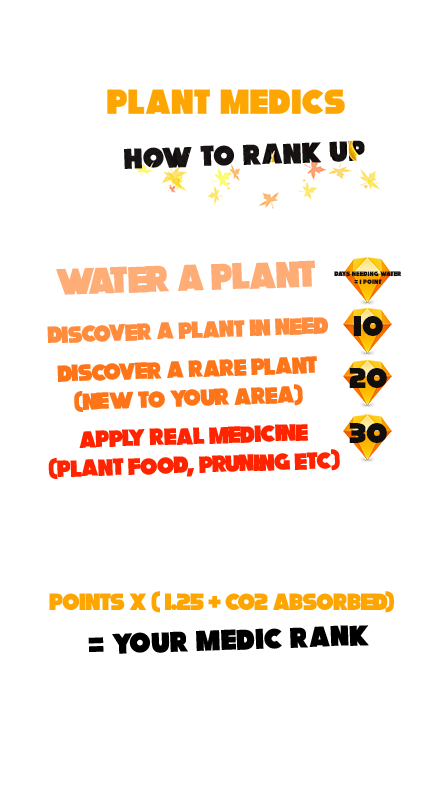 PLANT MEDICS
HOW TO RANK UP
WATER A PLANT
DAYS NEEDING WATER
= 1 POINT
DISCOVER A PLANT IN NEED
10
DISCOVER A RARE PLANT
(NEW TO YOUR AREA)
20
APPLY REAL MEDICINE
(PLANT FOOD, PRUNING ETC)
30
POINTS X ( 1.25 + CO2 ABSORBED)
= YOUR MEDIC RANK